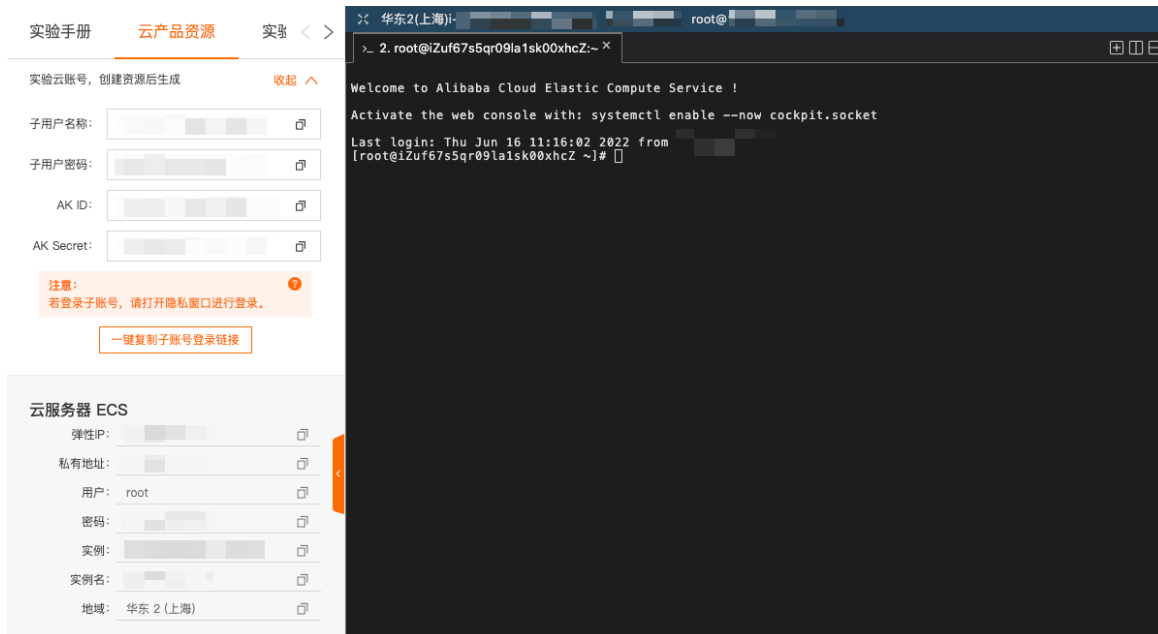 实验手册 云产品资源 实验
实验云账号，创建资源后生成 收起
子用户名称：
子用户密码：
AK ID：
AK Secret：
注意：
若登录子账号，请打开隐私窗口进行登录。
一键复制子账号登录链接
云服务器 ECS
弹性IP：
私有地址：
用户： root
密码：
实例：
实例名：
地域： 华东 2 (上海)
华东2(上海)i- root@
>_ 2. root@iZuf67s5qr09la1sk00xhcZ:~ ×
Welcome to Alibaba Cloud Elastic Compute Service !
Activate the web console with: systemctl enable --now cockpit.socket
Last login: Thu Jun 16 11:16:02 2022 from
[root@iZuf67s5qr09la1sk00xhcZ ~]#